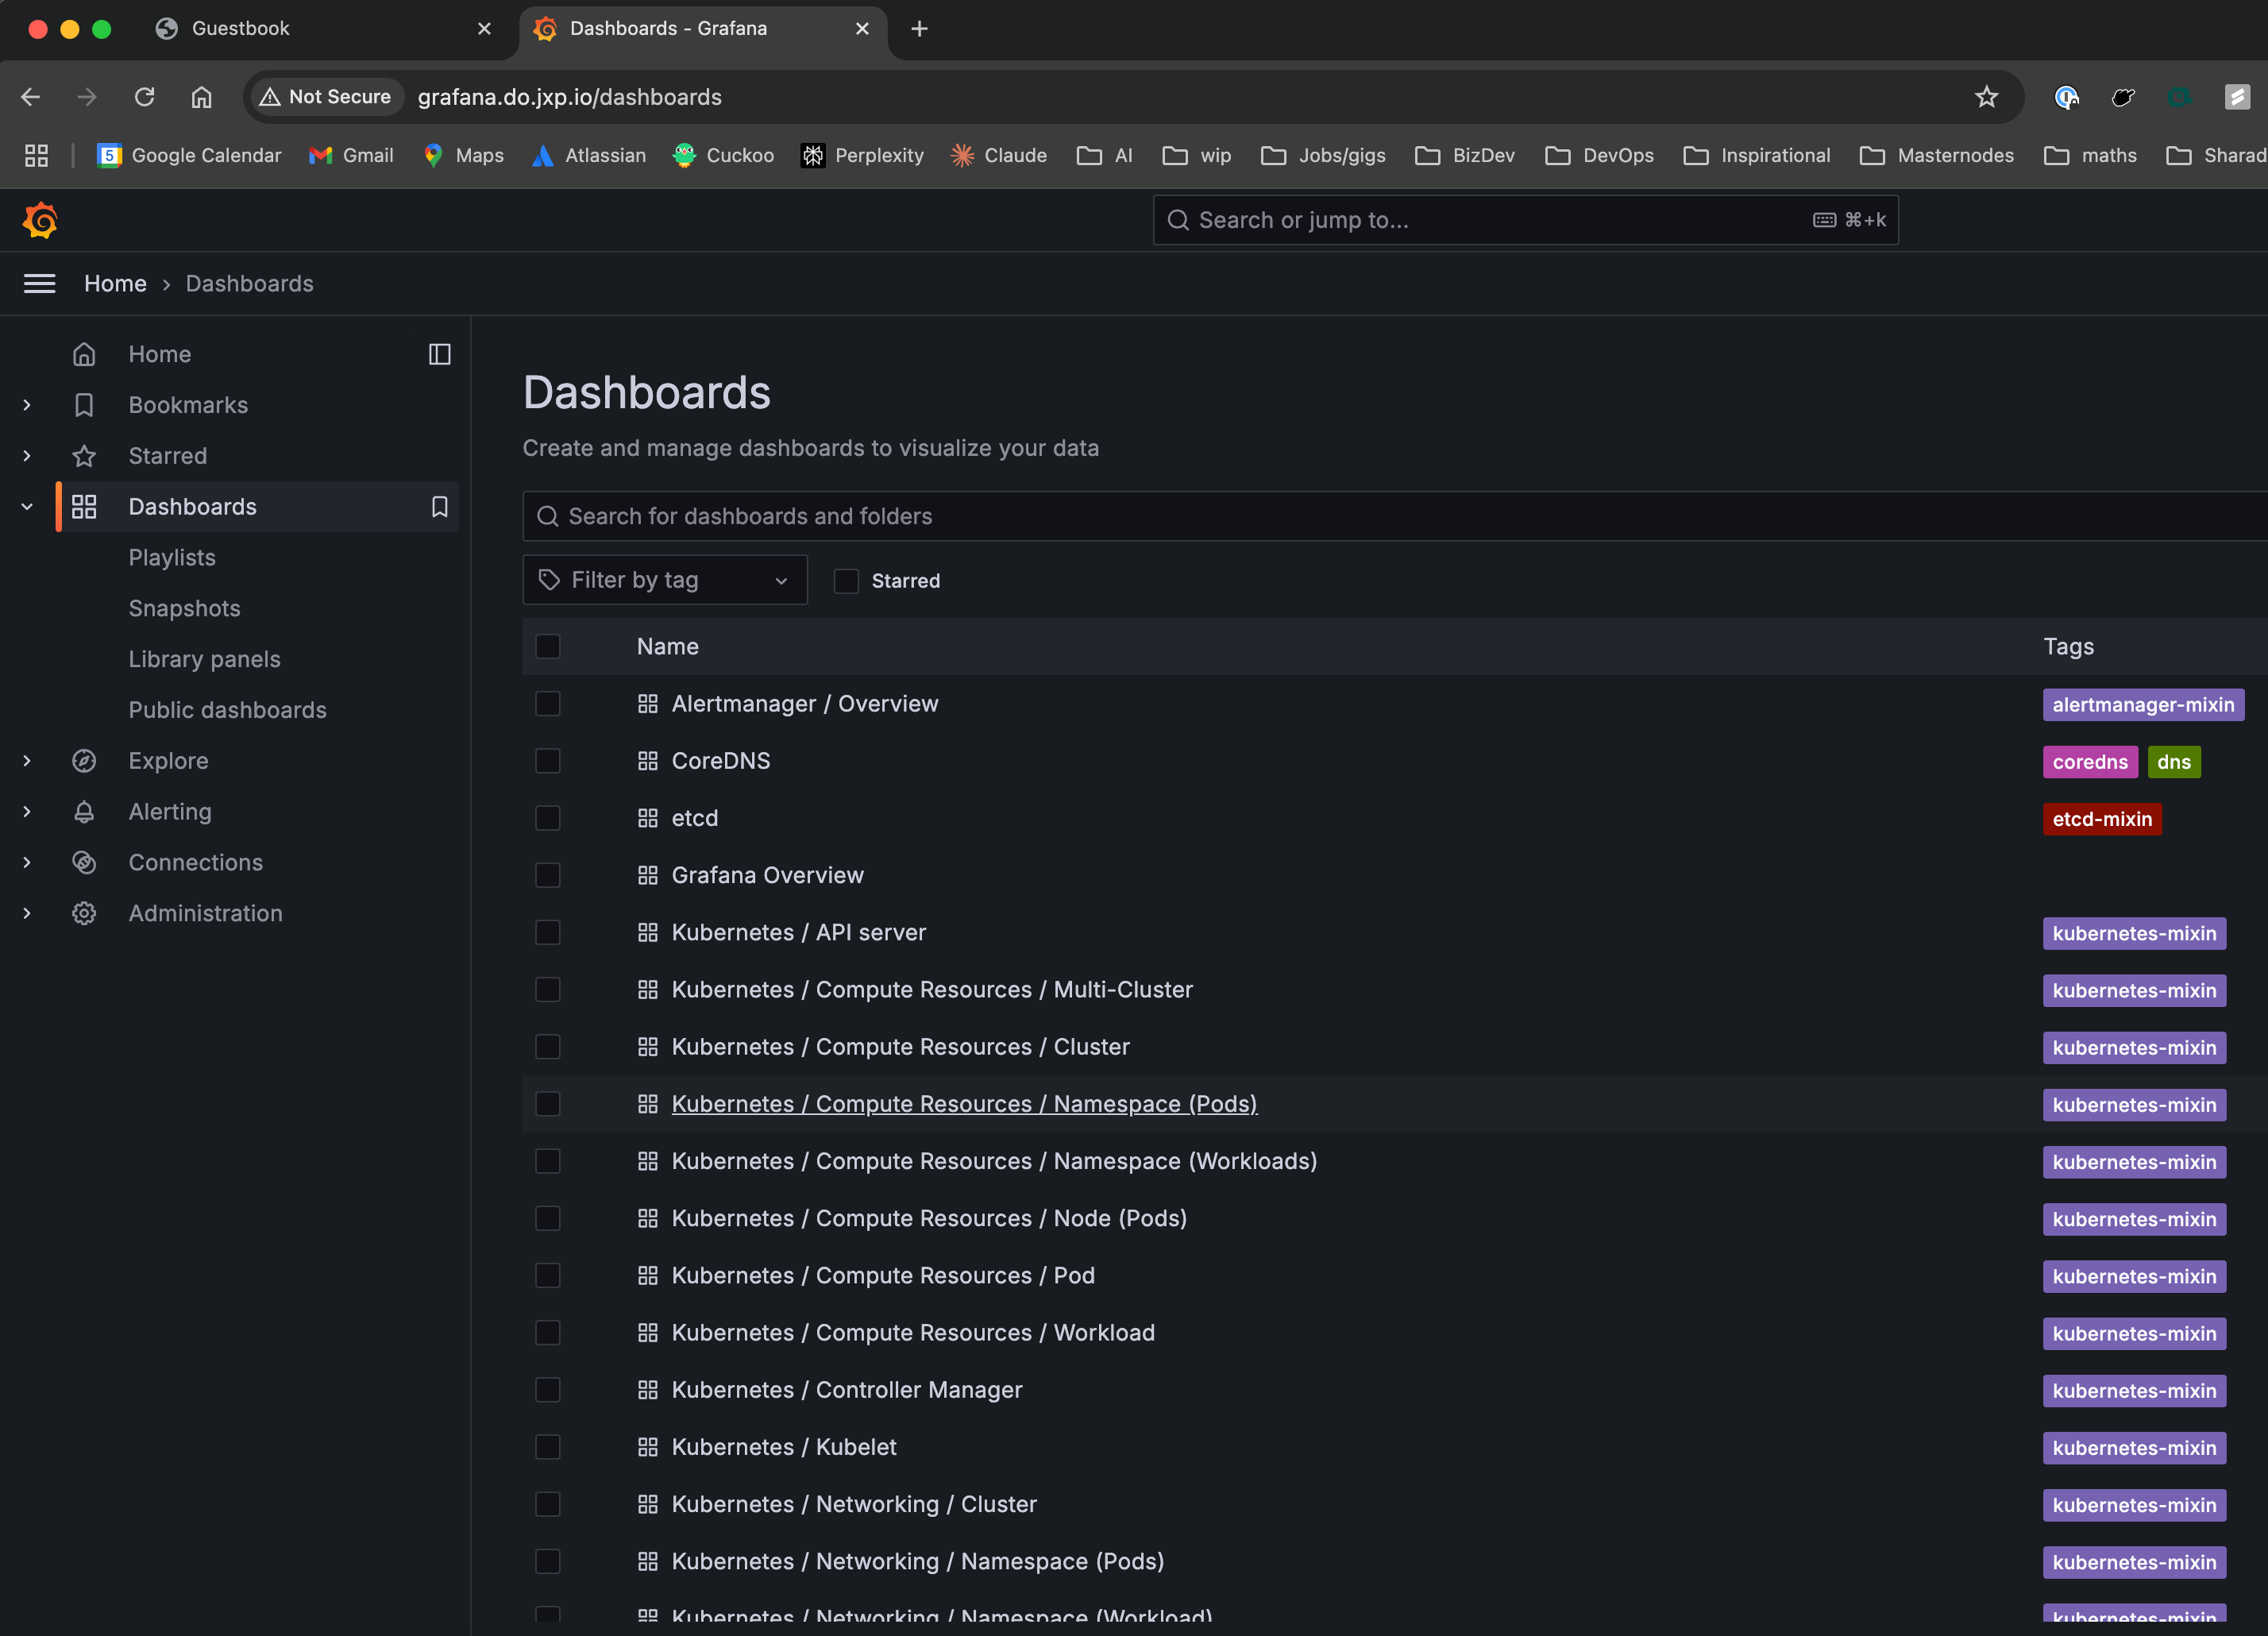 Guestbook
Dashboards - Grafana
Not Secure grafana.do.jxp.io/dashboards
5 Google Calendar Gmail Maps Atlassian Cuckoo Perplexity Claude AI wip Jobs/gigs BizDev DevOps Inspirational Masternodes maths Sharad
Search or jump to... ⌘+k
Home › Dashboards
Home
Bookmarks
Starred
Dashboards
Playlists
Snapshots
Library panels
Public dashboards
Explore
Alerting
Connections
Administration
Dashboards
Create and manage dashboards to visualize your data
Search for dashboards and folders
Filter by tag Starred
Name Tags
Alertmanager / Overview alertmanager-mixin
CoreDNS coredns dns
etcd etcd-mixin
Grafana Overview
Kubernetes / API server kubernetes-mixin
Kubernetes / Compute Resources / Multi-Cluster kubernetes-mixin
Kubernetes / Compute Resources / Cluster kubernetes-mixin
Kubernetes / Compute Resources / Namespace (Pods) kubernetes-mixin
Kubernetes / Compute Resources / Namespace (Workloads) kubernetes-mixin
Kubernetes / Compute Resources / Node (Pods) kubernetes-mixin
Kubernetes / Compute Resources / Pod kubernetes-mixin
Kubernetes / Compute Resources / Workload kubernetes-mixin
Kubernetes / Controller Manager kubernetes-mixin
Kubernetes / Kubelet kubernetes-mixin
Kubernetes / Networking / Cluster kubernetes-mixin
Kubernetes / Networking / Namespace (Pods) kubernetes-mixin
Kubernetes / Networking / Namespace (Workload) kubernetes-mixin